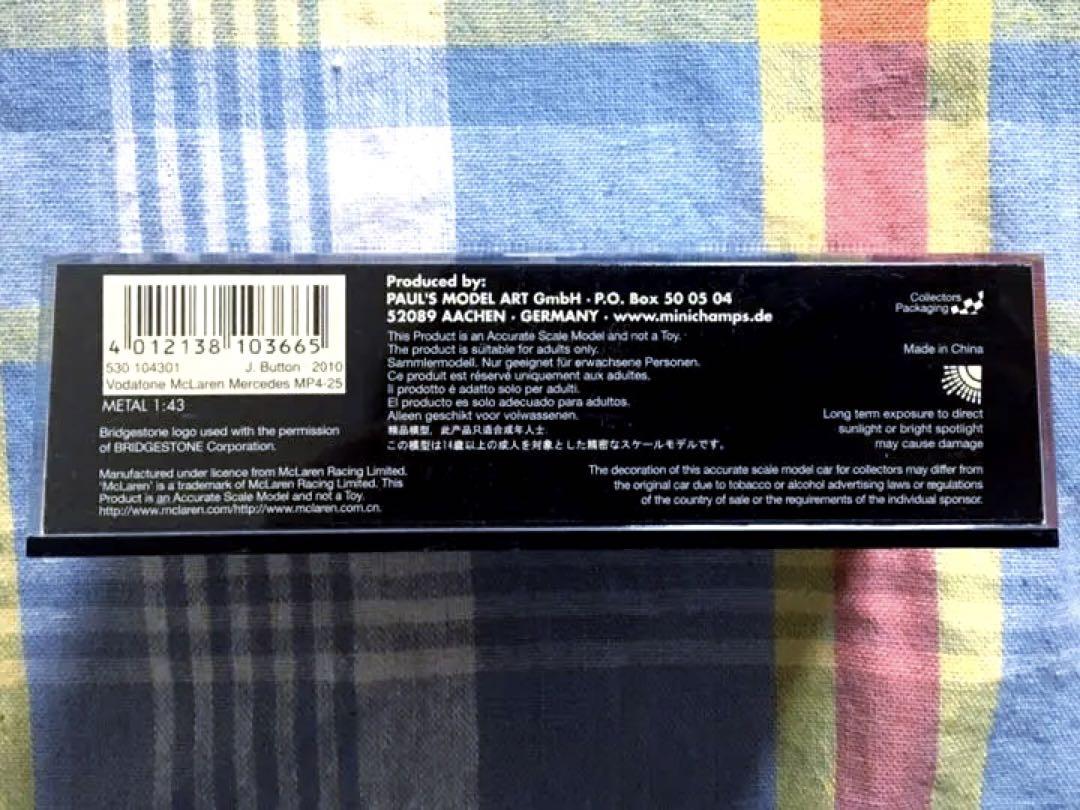 4 012138 103665
530 104301 J. Button 2010
Vodafone McLaren Mercedes MP4-25
METAL 1:43
Bridgestone logo used with the permission
of BRIDGESTONE Corporation.
Manufactured under licence from McLaren Racing Limited.
'McLaren' is a trademark of McLaren Racing Limited. This
Product is an Accurate Scale Model and not a Toy.
http://www.mclaren.com/http://www.mclaren.com.cn.
Produced by:
PAUL'S MODEL ART GmbH · P.O. Box 50 05 04
52089 AACHEN · GERMANY · www.minichamps.de
This Product is an Accurate Scale Model and not a Toy.
The product is suitable for adults only.
Sammlermodell. Nur geeignet für erwachsene Personen.
Ce produit est réservé uniquement aux adultes.
Il prodotto é adatto solo per adulti.
El producto es solo adecuado para adultos.
Alleen geschikt voor volwassenen.
精品模型，此产品只适合成年人士.
この模型は14歳以上の成人を対象とした精密なスケールモデルです。
Collectors
Packaging
Made in China
Long term exposure to direct
sunlight or bright spotlight
may cause damage
The decoration of this accurate scale model car for collectors may differ from
the original car due to tobacco or alcohol advertising laws or regulations
of the country of sale or the requirements of the individual sponsor.